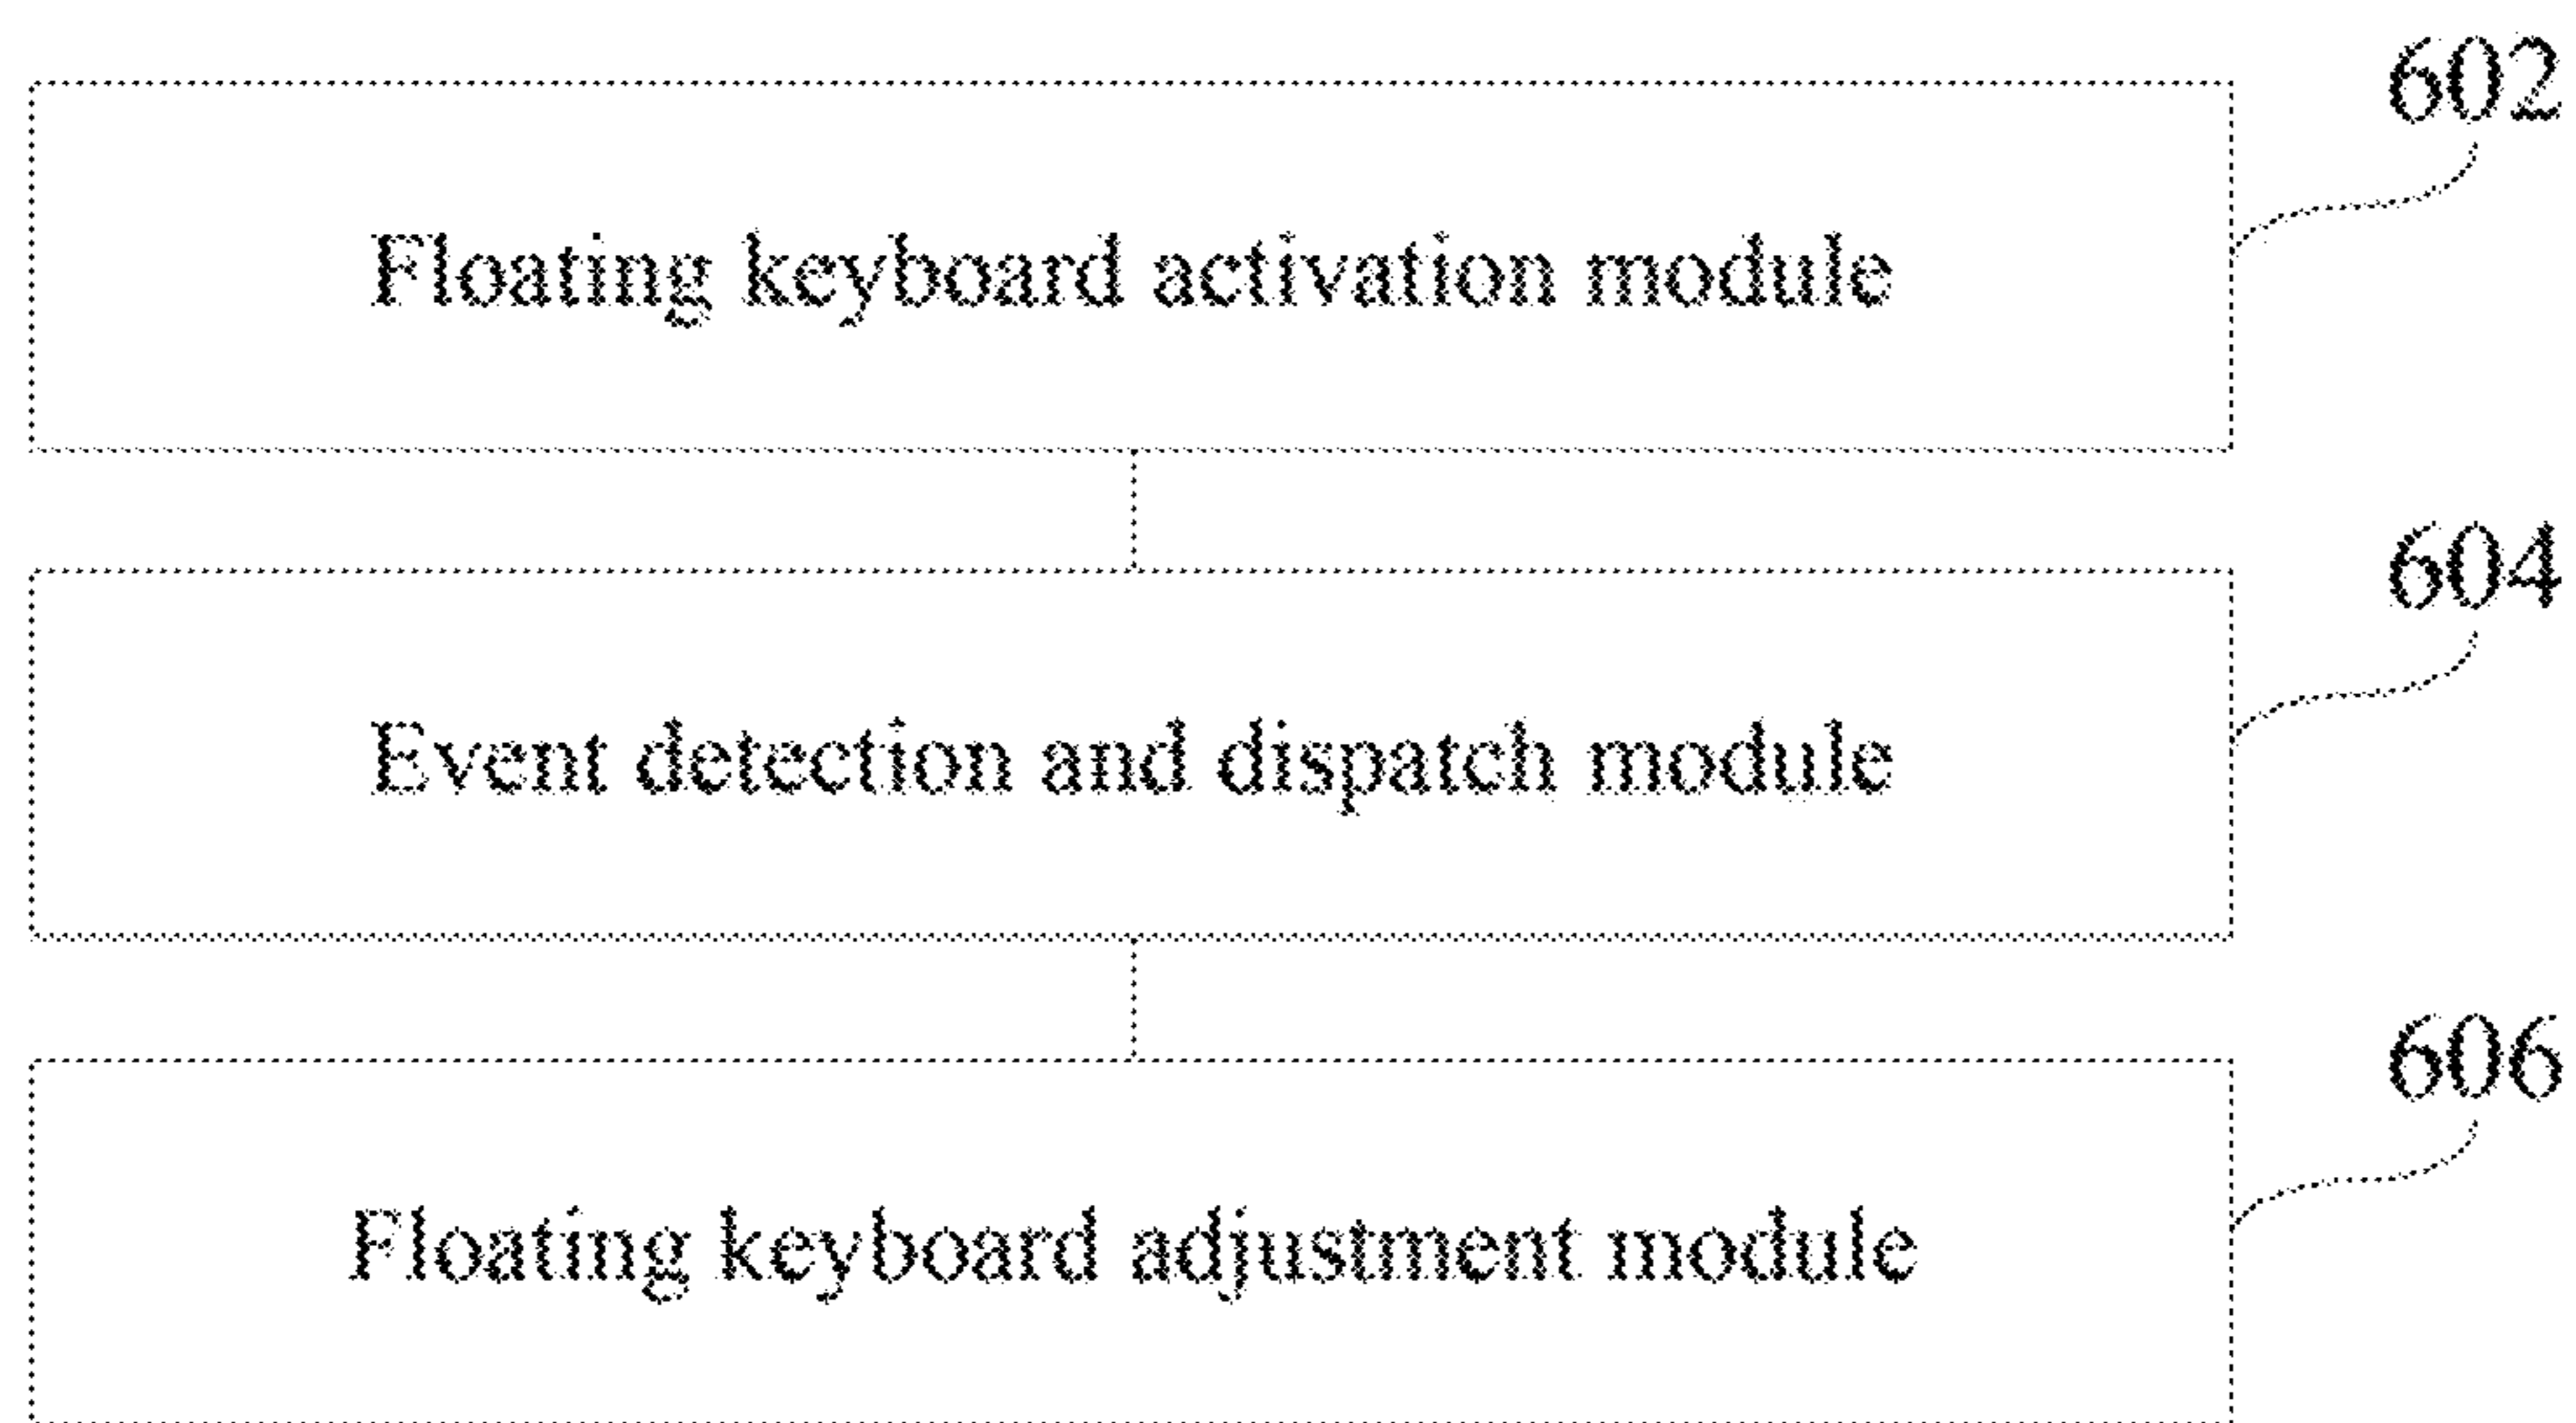 602
Floating keyboard activation module
604
Event detection and dispatch module
606
Floating keyboard adjustment module